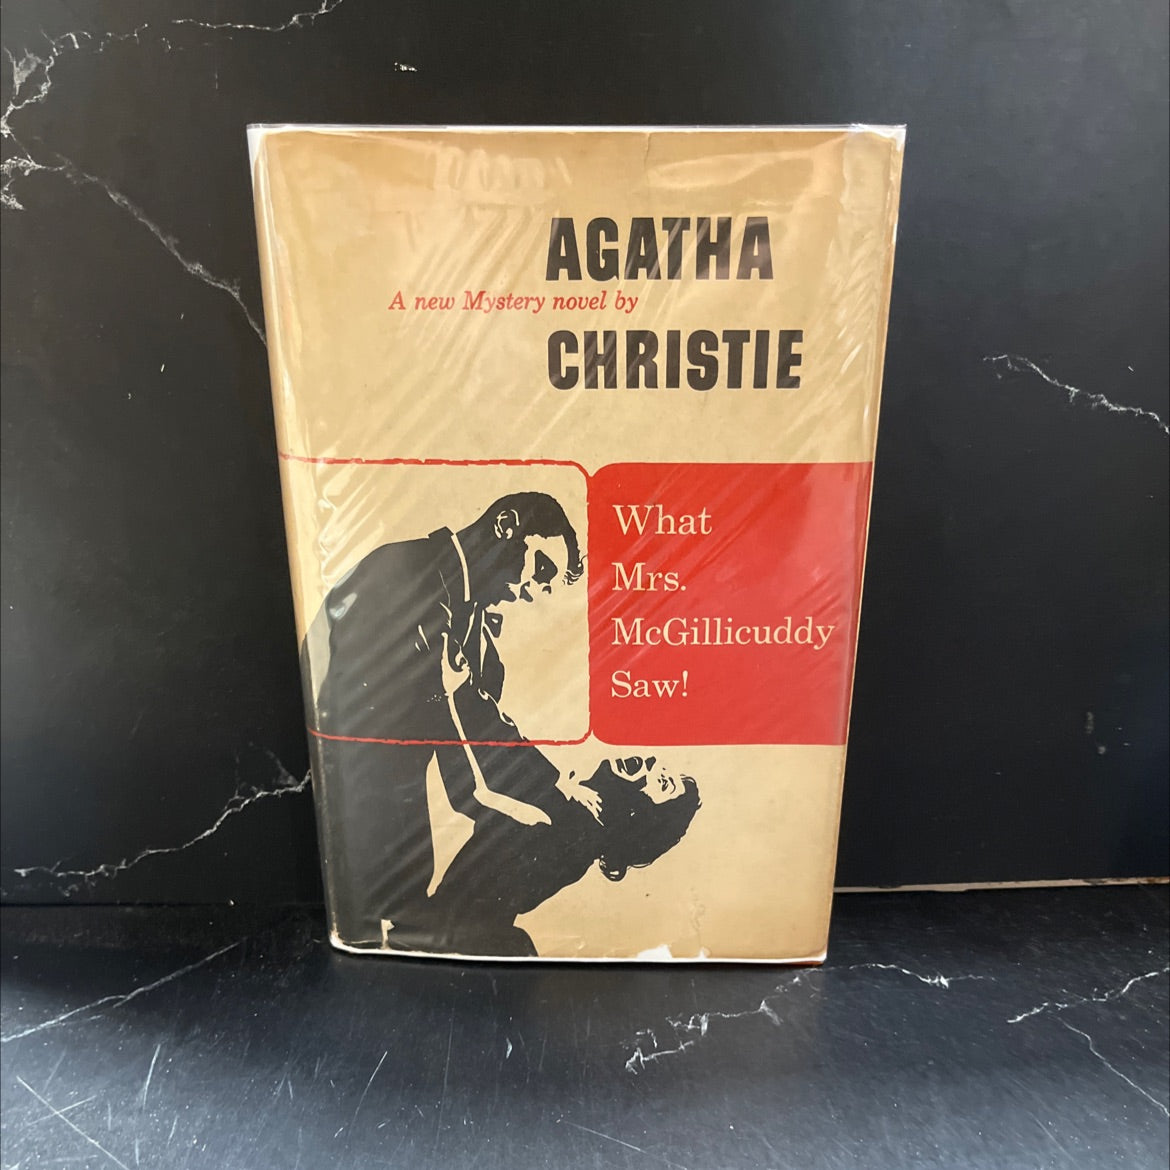 AGATHA
A new Mystery novel by
CHRISTIE
What
Mrs.
McGillicuddy
Saw!